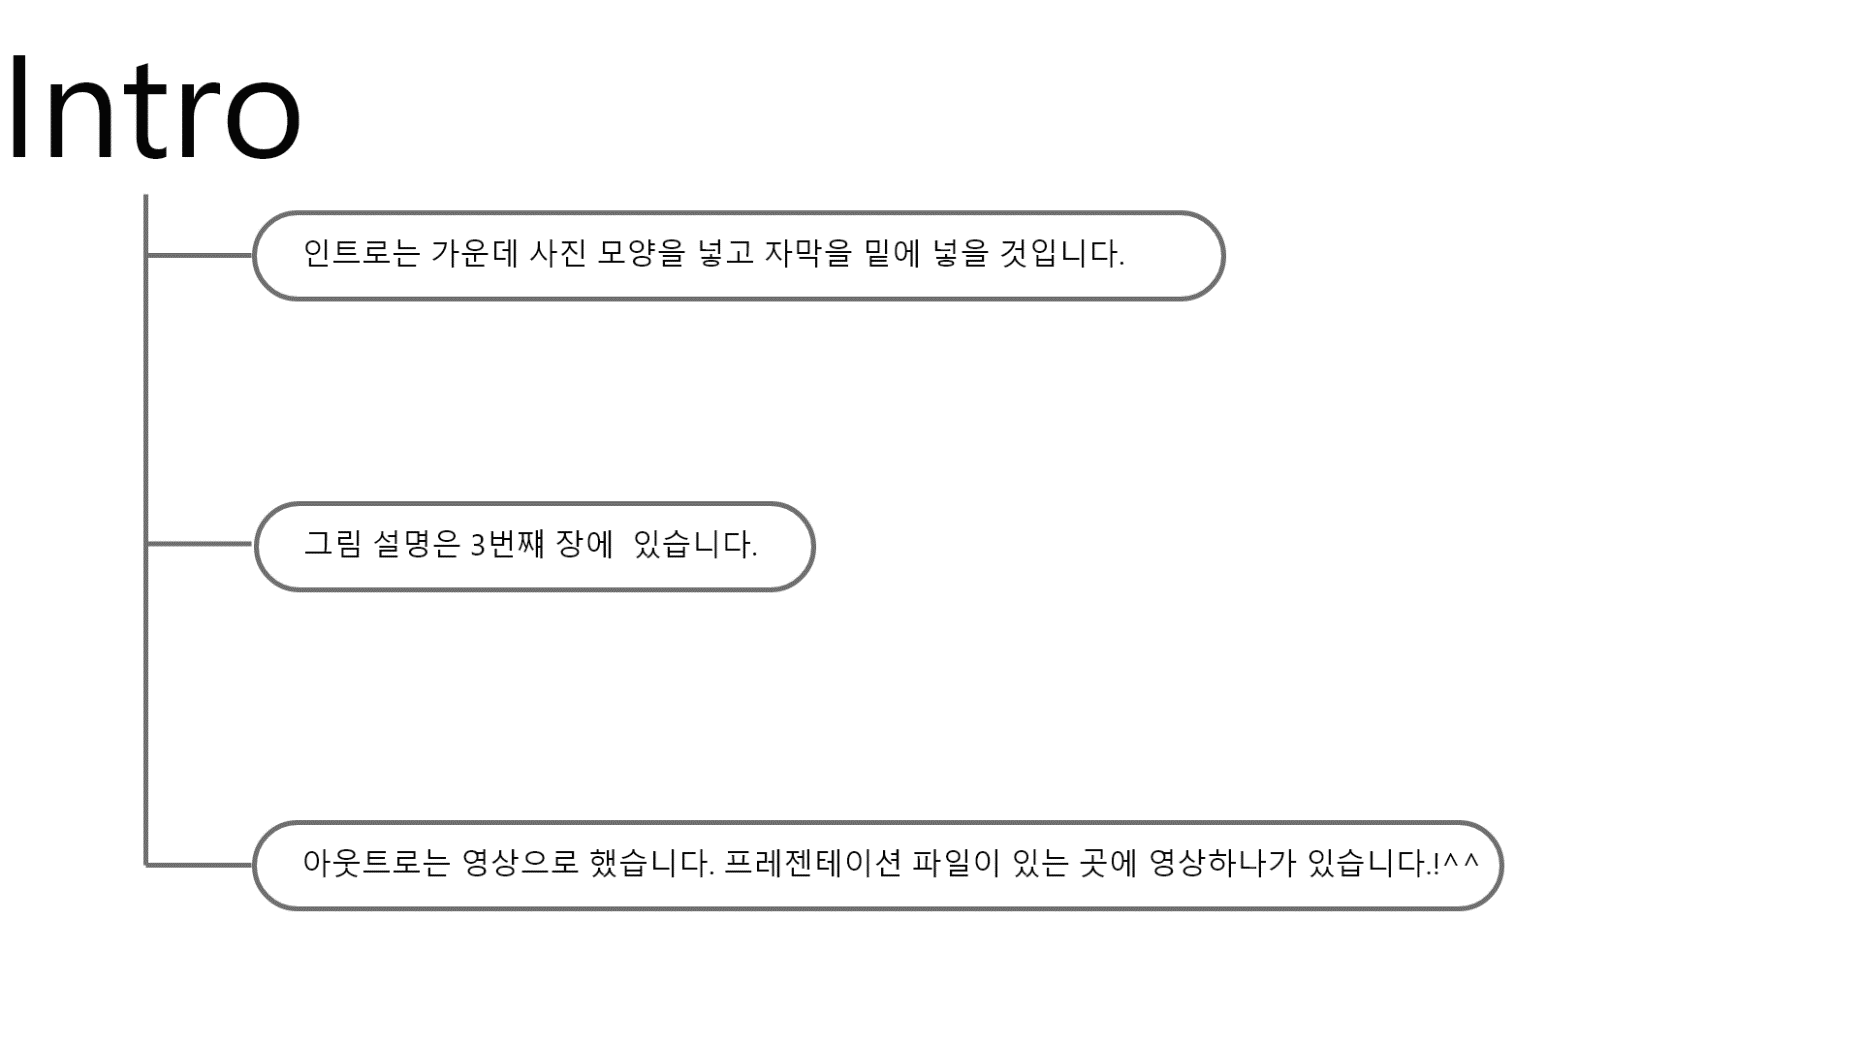 Intro
인트로는 가운데 사진 모양을 넣고 자막을 밑에 넣을 것입니다.
그림 설명은 3번쨰 장에  있습니다.
아웃트로는 영상으로 했습니다. 프레젠테이션 파일이 있는 곳에 영상하나가 있습니다.!^^